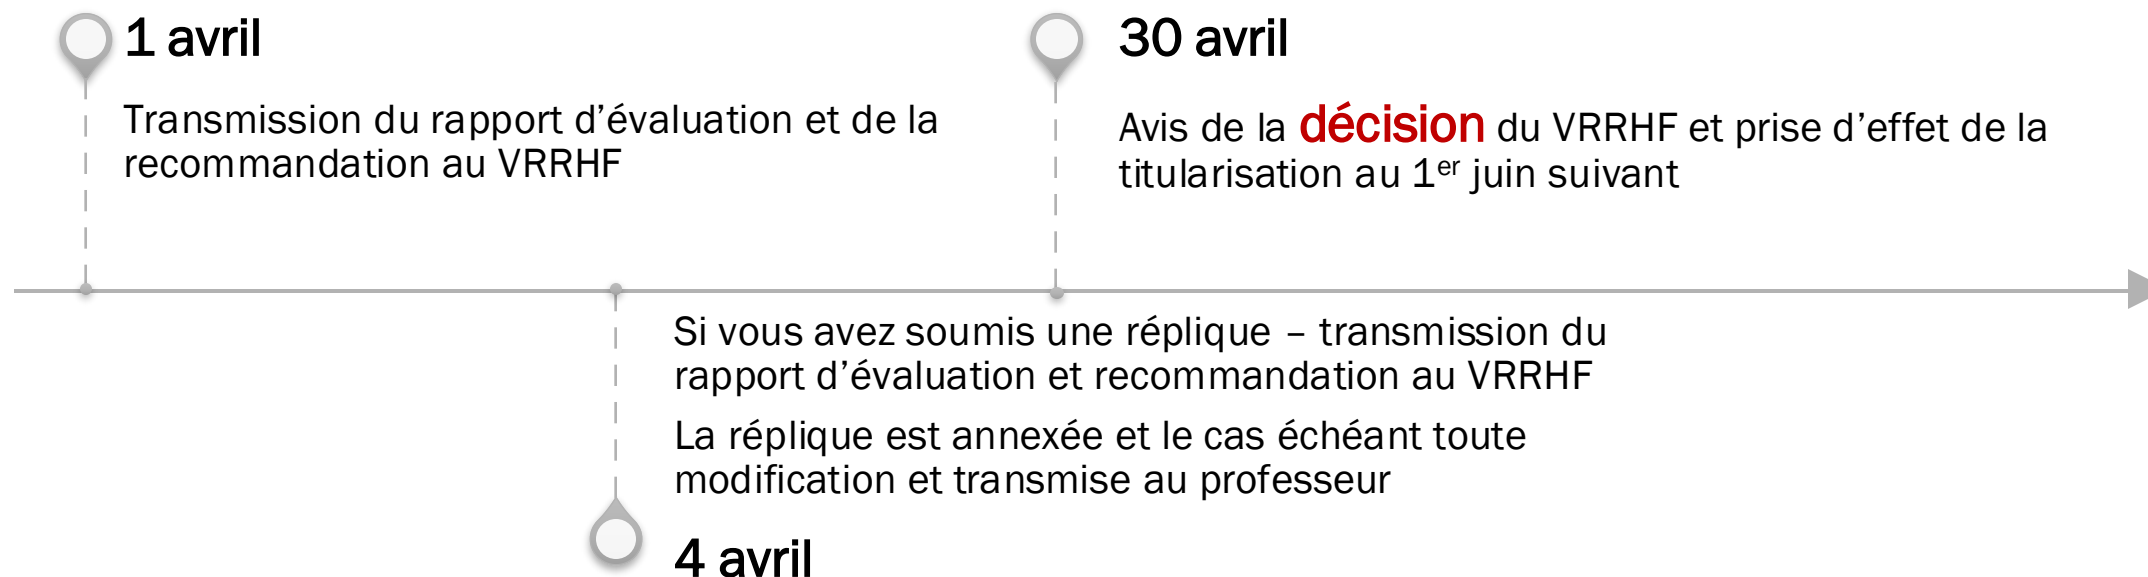 1 avril
Transmission du rapport d’évaluation et de la
recommandation au VRRHF
30 avril
Avis de la décision du VRRHF et prise d’effet de la
titularisation au 1er juin suivant
Si vous avez soumis une réplique – transmission du
rapport d’évaluation et recommandation au VRRHF
La réplique est annexée et le cas échéant toute
modification et transmise au professeur
4 avril